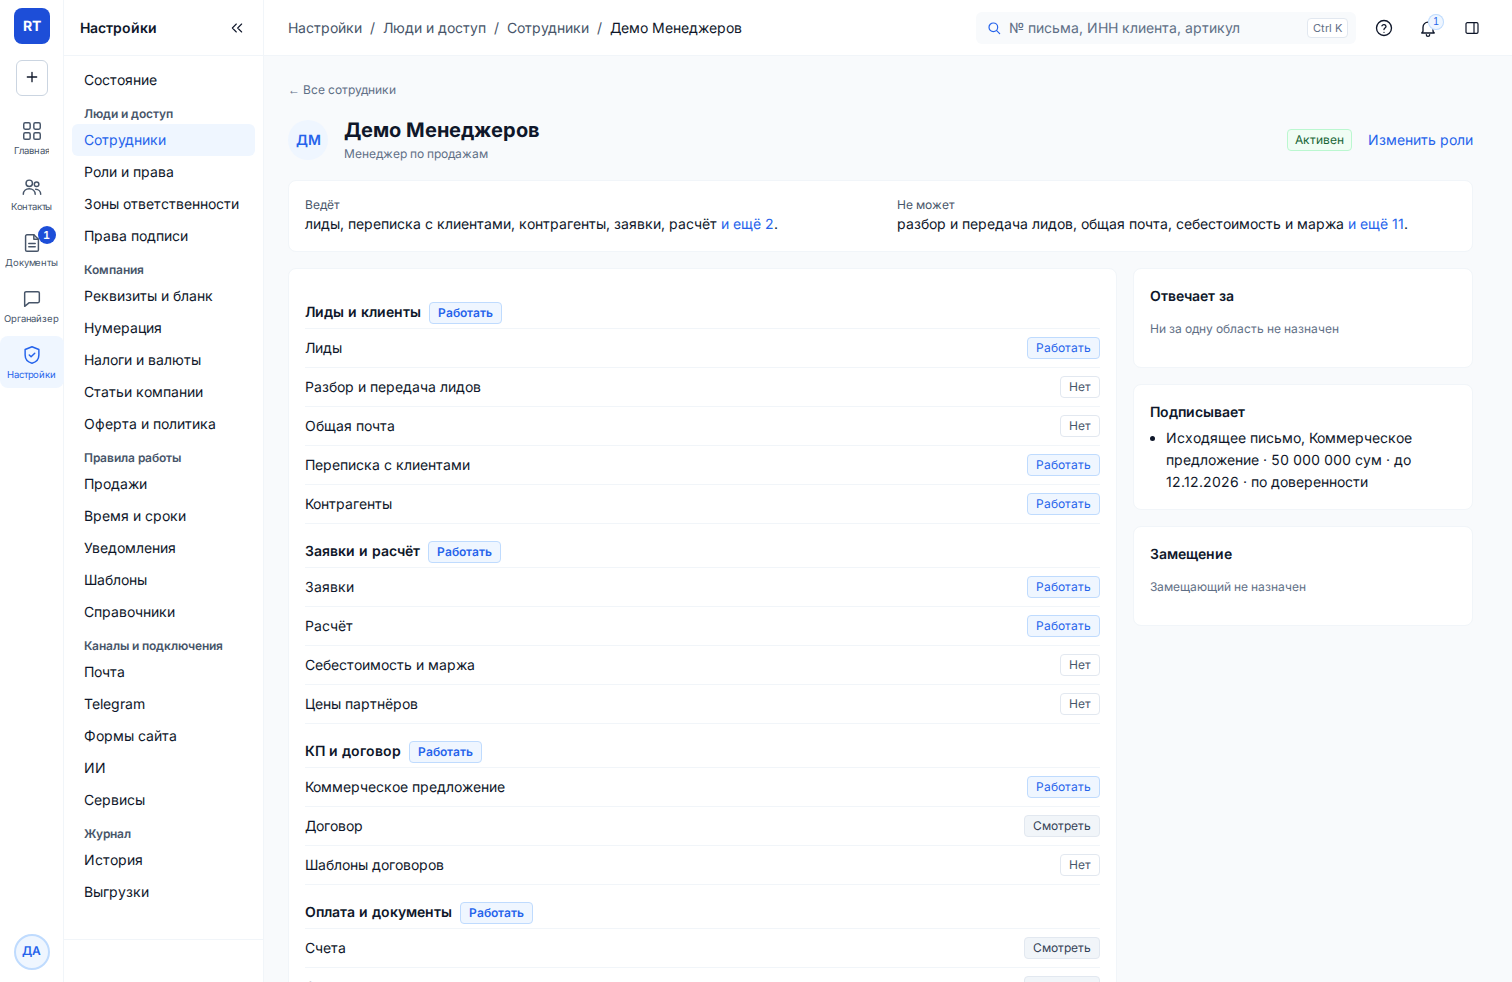 RT
Настройки
Настройки / Люди и доступ / Сотрудники / Демо Менеджеров
№ письма, ИНН клиента, артикул
Ctrl K
1
Главная
Контакты
1
Документы
Органайзер
Настройки
ДА
Состояние
Люди и доступ
Сотрудники
Роли и права
Зоны ответственности
Права подписи
Компания
Реквизиты и бланк
Нумерация
Налоги и валюты
Статьи компании
Оферта и политика
Правила работы
Продажи
Время и сроки
Уведомления
Шаблоны
Справочники
Каналы и подключения
Почта
Telegram
Формы сайта
ИИ
Сервисы
Журнал
История
Выгрузки
← Все сотрудники
ДМ
Демо Менеджеров
Менеджер по продажам
Активен
Изменить роли
Ведёт
лиды, переписка с клиентами, контрагенты, заявки, расчёт и ещё 2.
Не может
разбор и передача лидов, общая почта, себестоимость и маржа и ещё 11.
Лиды и клиенты Работать
Лиды Работать
Разбор и передача лидов Нет
Общая почта Нет
Переписка с клиентами Работать
Контрагенты Работать
Заявки и расчёт Работать
Заявки Работать
Расчёт Работать
Себестоимость и маржа Нет
Цены партнёров Нет
КП и договор Работать
Коммерческое предложение Работать
Договор Смотреть
Шаблоны договоров Нет
Оплата и документы Работать
Счета Смотреть
Отвечает за
Ни за одну область не назначен
Подписывает
Исходящее письмо, Коммерческое
предложение · 50 000 000 сум · до
12.12.2026 · по доверенности
Замещение
Замещающий не назначен